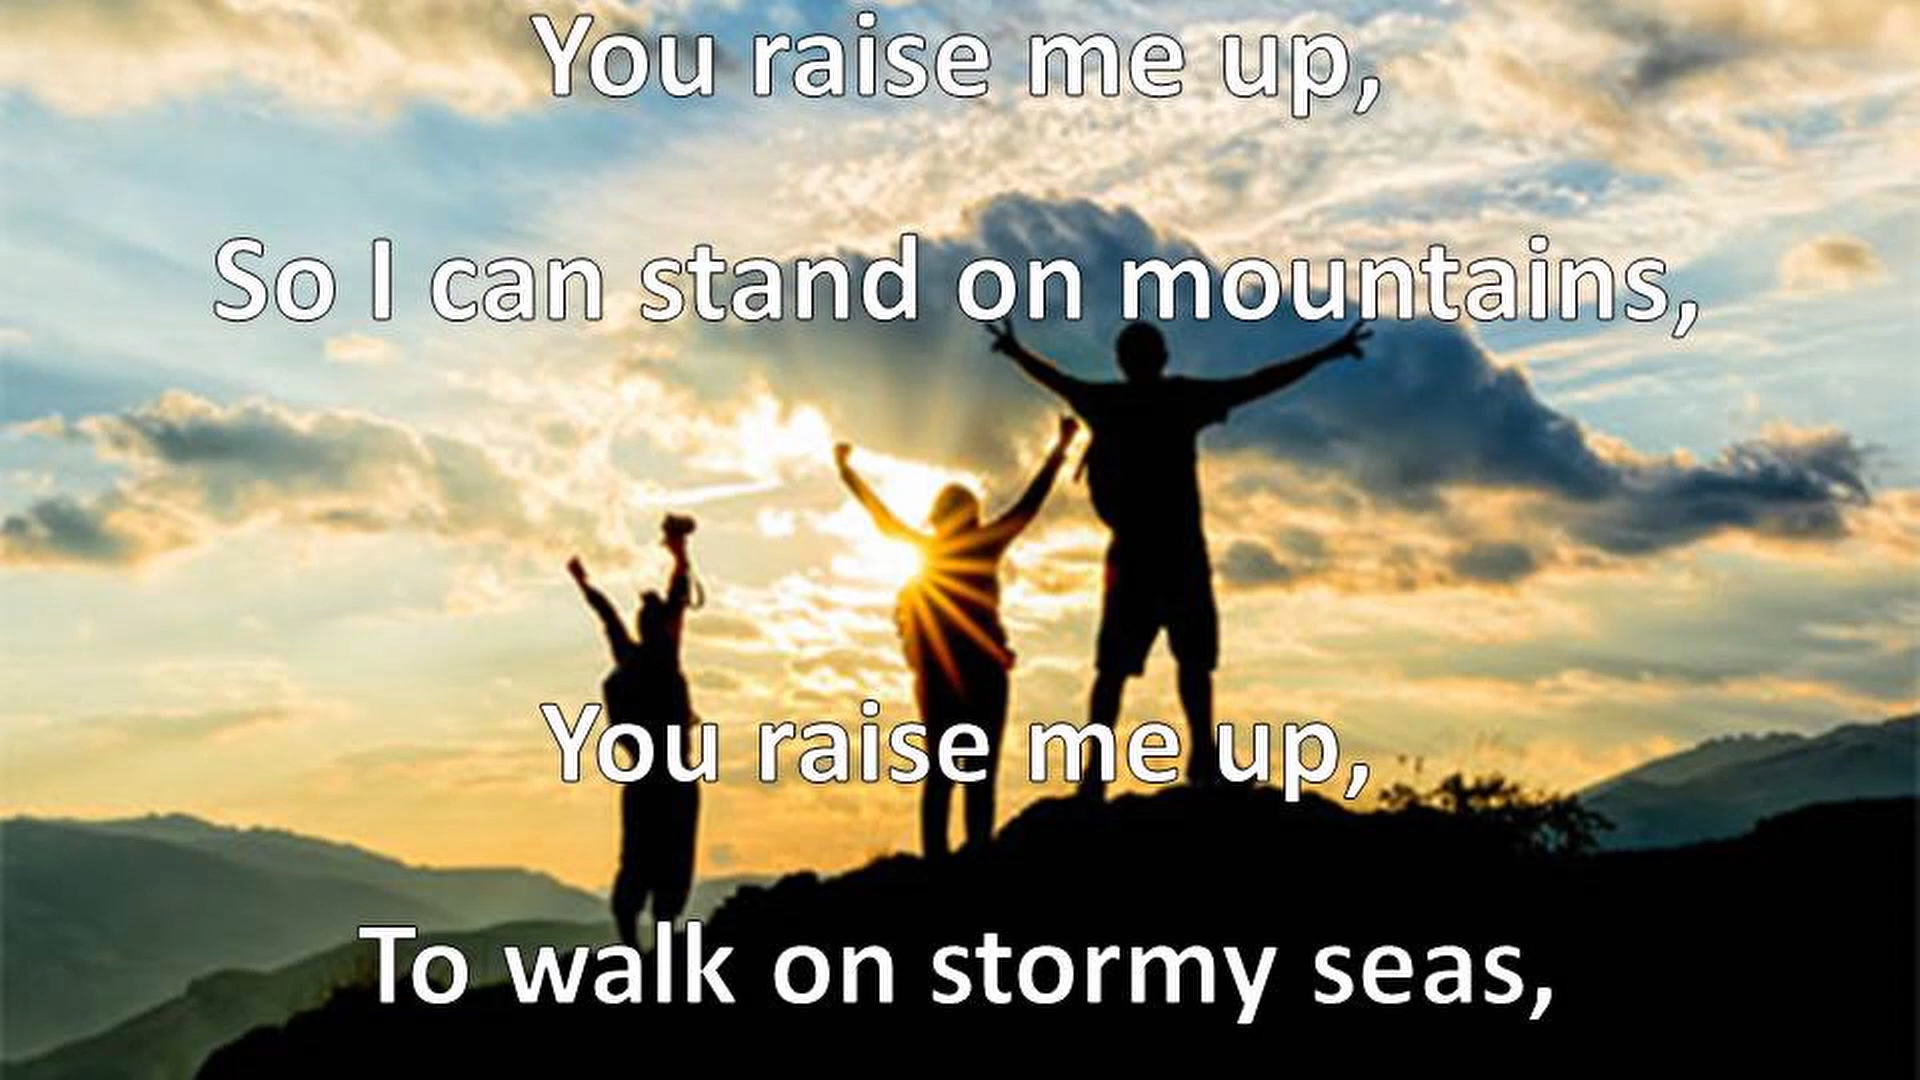 You raise me up,
So I can stand on mountains,
You raise me up,
To walk on stormy seas,